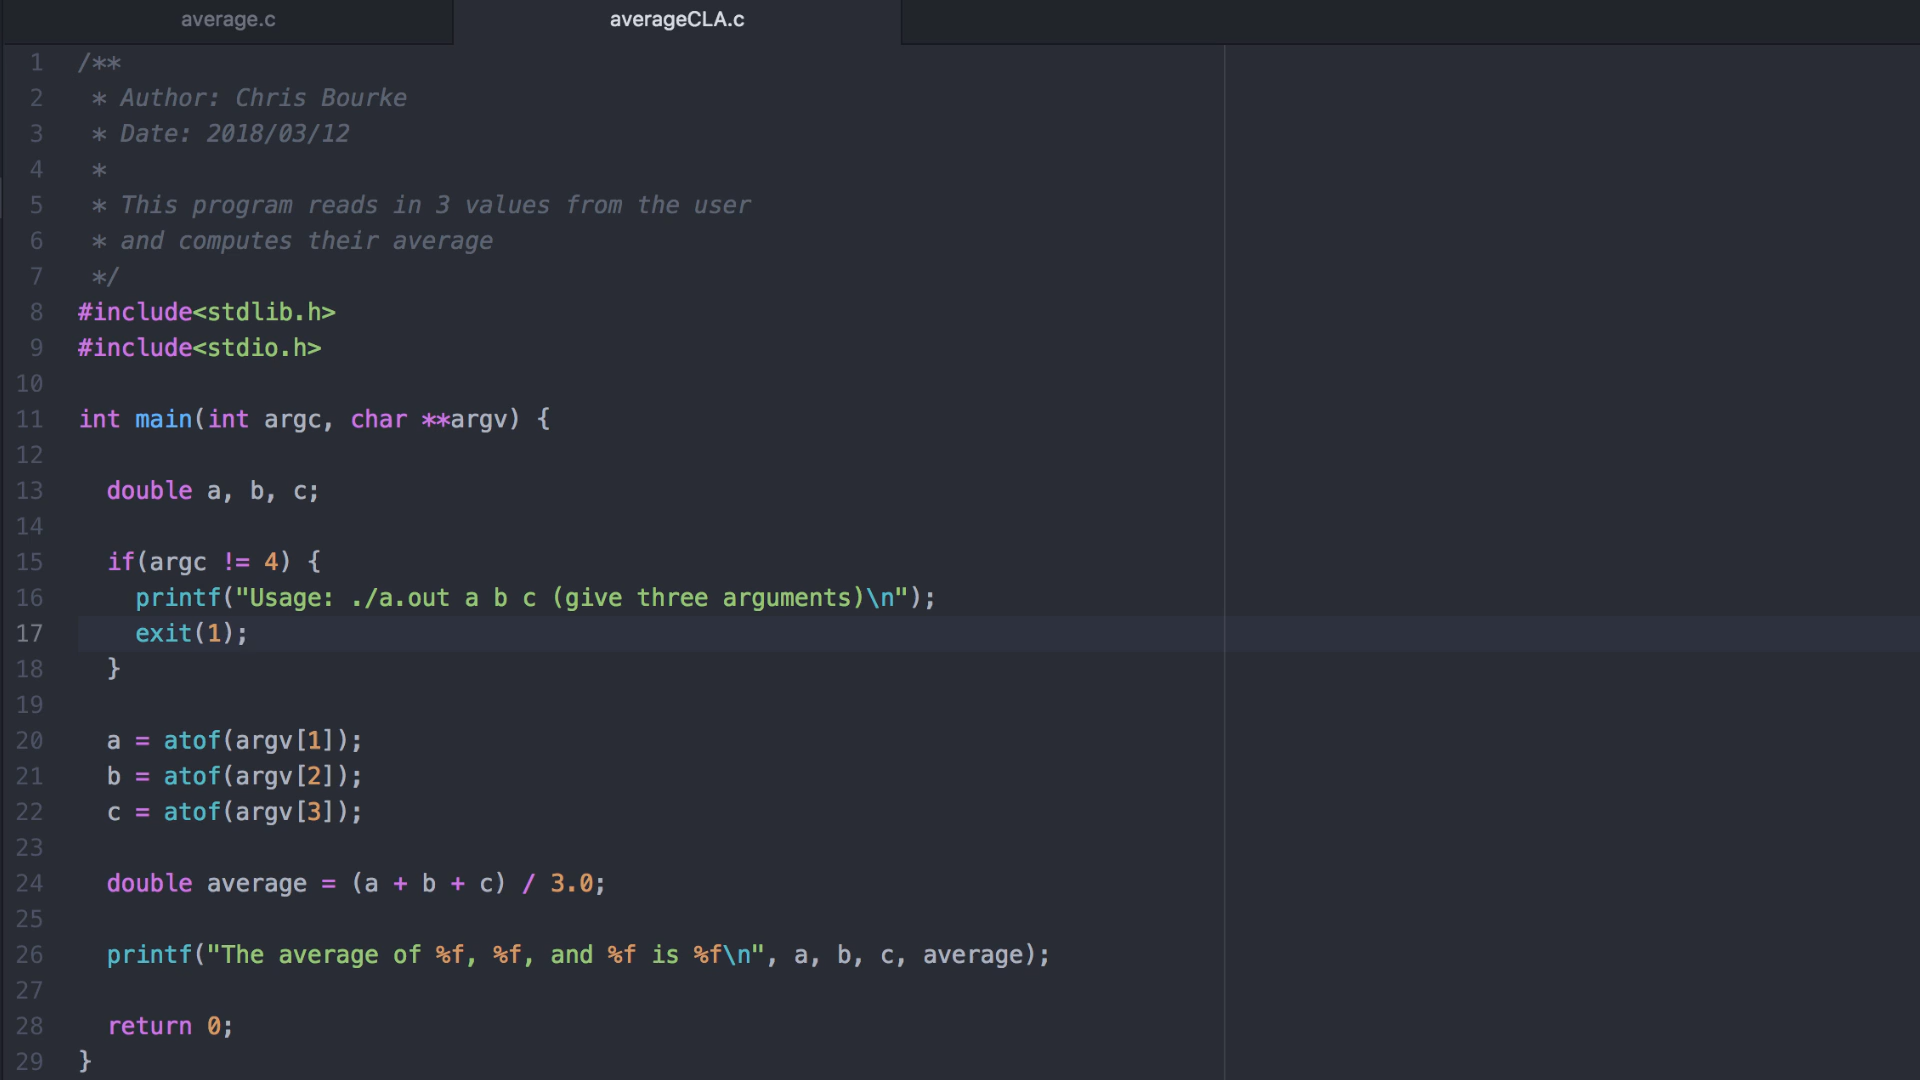 average.c
averageCLA.c
1 /**
2  * Author: Chris Bourke
3  * Date: 2018/03/12
4  *
5  * This program reads in 3 values from the user
6  * and computes their average
7  */
8 #include<stdlib.h>
9 #include<stdio.h>
10
11 int main(int argc, char **argv) {
12
13   double a, b, c;
14
15   if(argc != 4) {
16     printf("Usage: ./a.out a b c (give three arguments)\n");
17     exit(1);
18   }
19
20   a = atof(argv[1]);
21   b = atof(argv[2]);
22   c = atof(argv[3]);
23
24   double average = (a + b + c) / 3.0;
25
26   printf("The average of %f, %f, and %f is %f\n", a, b, c, average);
27
28   return 0;
29 }